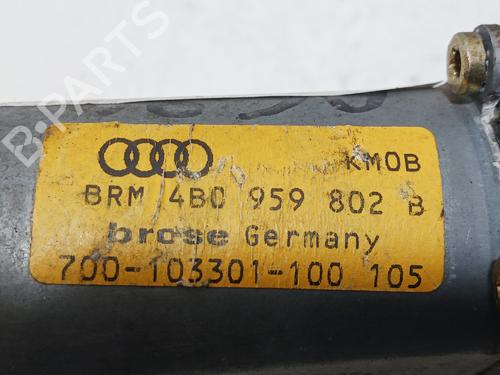 KMOB
BRM 4B0 959 802 B
brose Germany
700-103301-100 105
B-PARTS